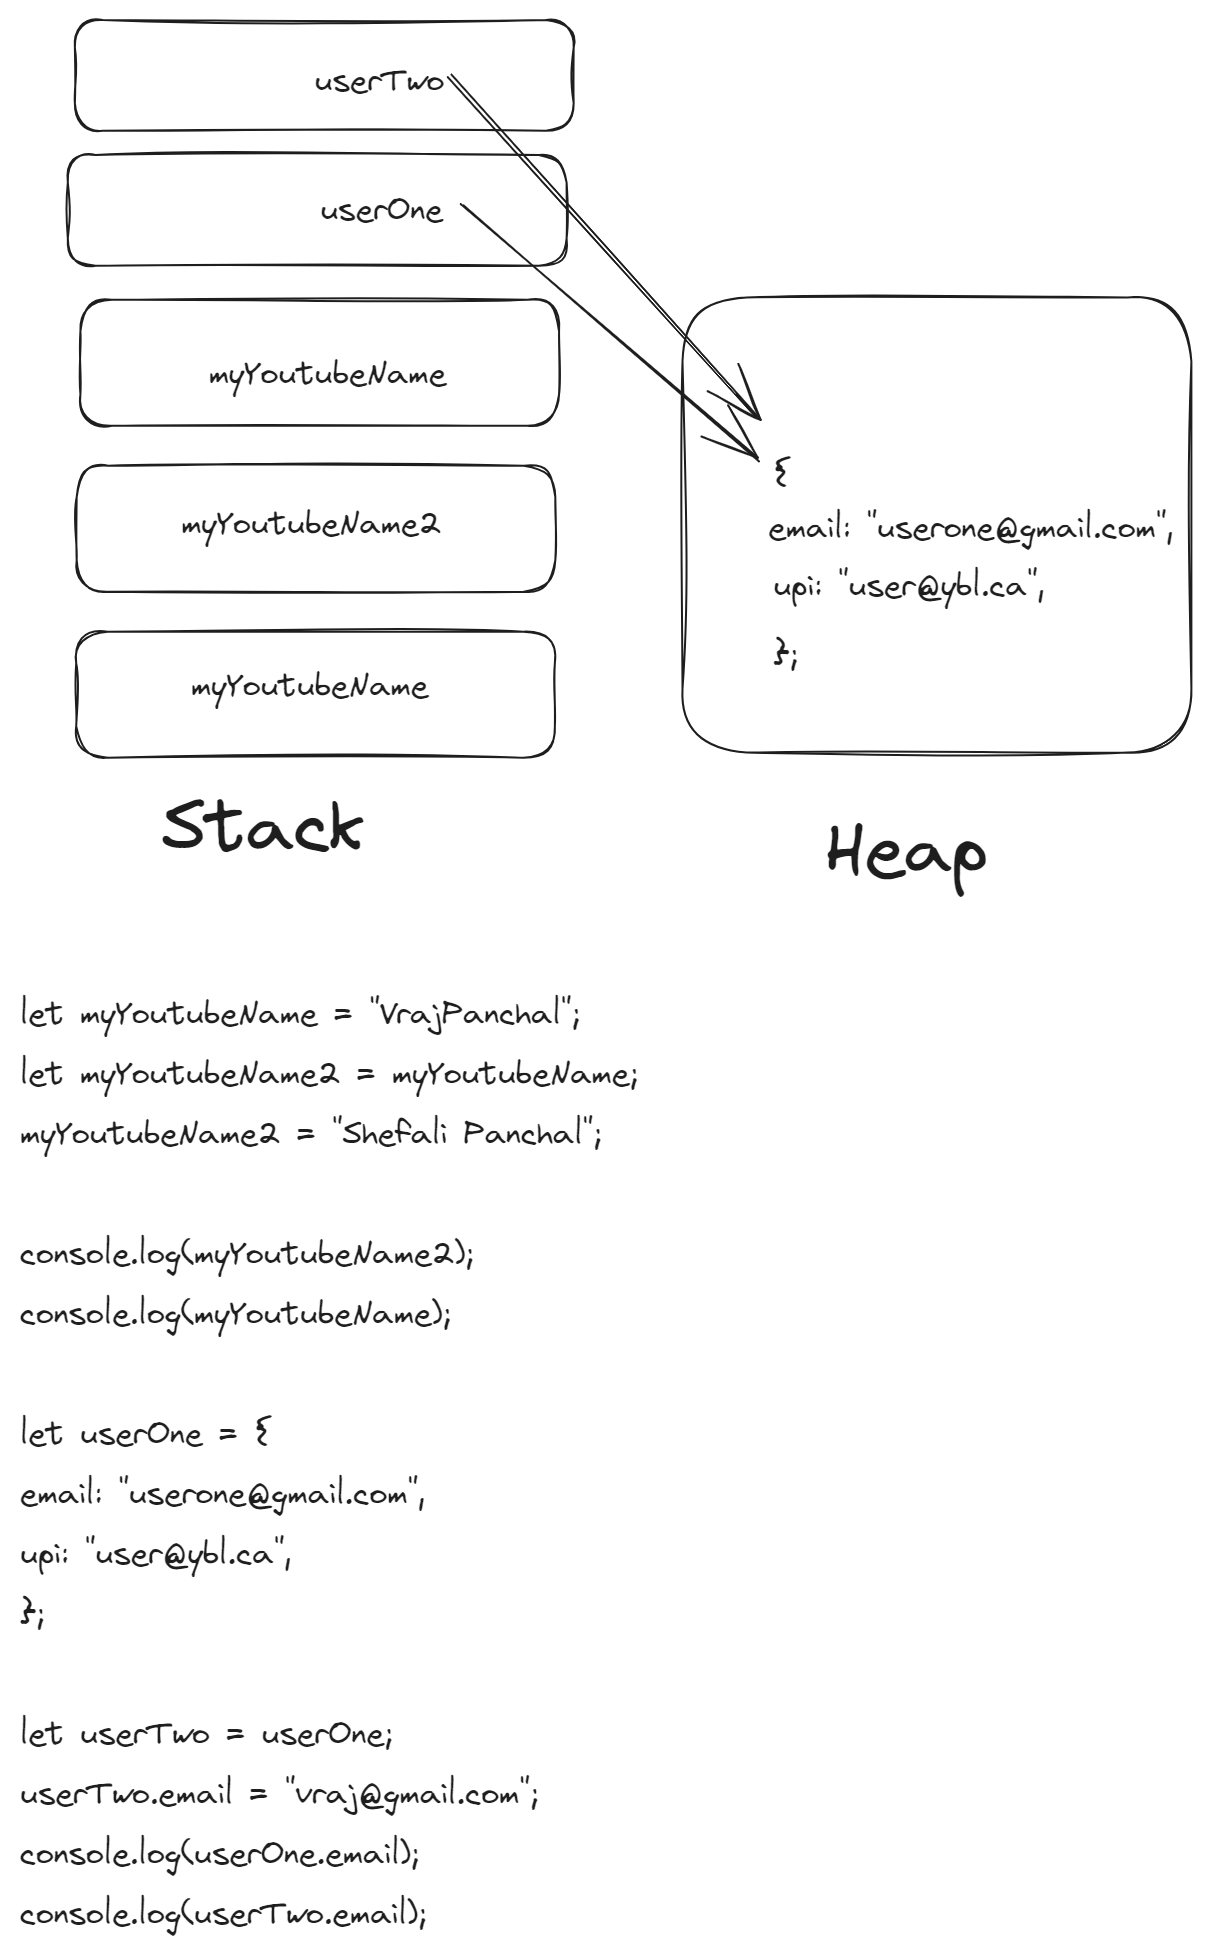 userTwo
userOne
myYoutubeName
myYoutubeName2
myYoutubeName
Stack
{
email: "userone@gmail.com",
upi: "user@ybl.ca",
};
Heap
let myYoutubeName = "VrajPanchal";
let myYoutubeName2 = myYoutubeName;
myYoutubeName2 = "Shefali Panchal";
console.log(myYoutubeName2);
console.log(myYoutubeName);
let userOne = {
email: "userone@gmail.com",
upi: "user@ybl.ca",
};
let userTwo = userOne;
userTwo.email = "vraj@gmail.com";
console.log(userOne.email);
console.log(userTwo.email);